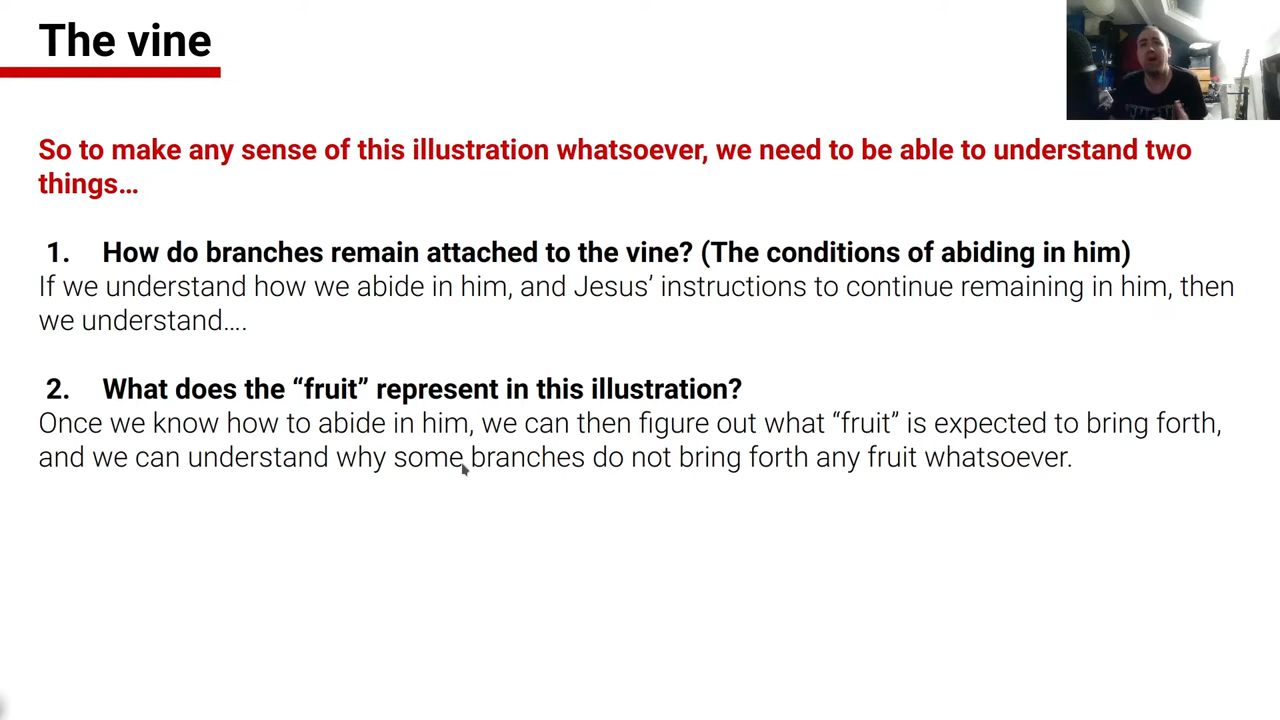 The vine
So to make any sense of this illustration whatsoever, we need to be able to understand two
things…
1. How do branches remain attached to the vine? (The conditions of abiding in him)
If we understand how we abide in him, and Jesus’ instructions to continue remaining in him, then
we understand….
2. What does the “fruit” represent in this illustration?
Once we know how to abide in him, we can then figure out what “fruit” is expected to bring forth,
and we can understand why some branches do not bring forth any fruit whatsoever.